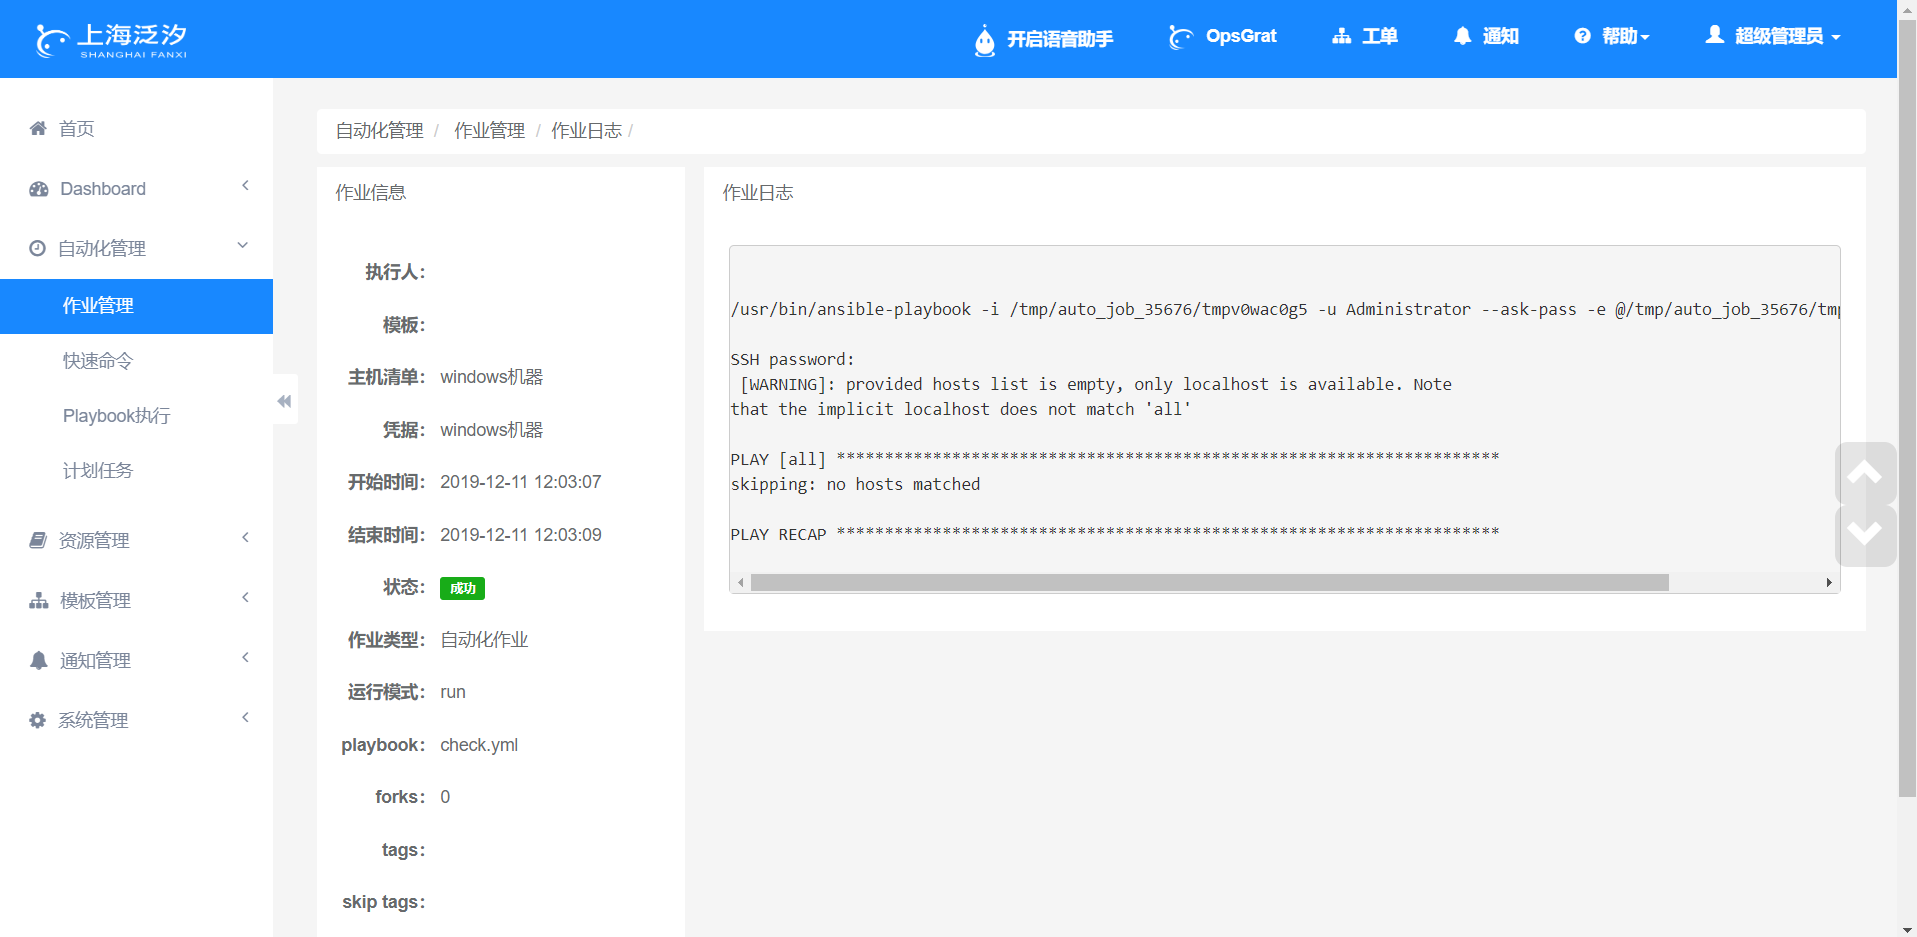 上海泛汐
SHANGHAI FANXI
开启语音助手
OpsGrat
工单
通知
帮助
超级管理员
首页
Dashboard
自动化管理
作业管理
快速命令
Playbook执行
计划任务
资源管理
模板管理
通知管理
系统管理
自动化管理 / 作业管理 / 作业日志 /
作业信息
执行人：
模板：
主机清单： windows机器
凭据： windows机器
开始时间： 2019-12-11 12:03:07
结束时间： 2019-12-11 12:03:09
状态： 成功
作业类型： 自动化作业
运行模式： run
playbook： check.yml
forks： 0
tags：
skip tags：
作业日志
/usr/bin/ansible-playbook -i /tmp/auto_job_35676/tmpv0wac0g5 -u Administrator --ask-pass -e @/tmp/auto_job_35676/tmp
SSH password:
[WARNING]: provided hosts list is empty, only localhost is available. Note
that the implicit localhost does not match 'all'
PLAY [all] *********************************************************************
skipping: no hosts matched
PLAY RECAP *********************************************************************